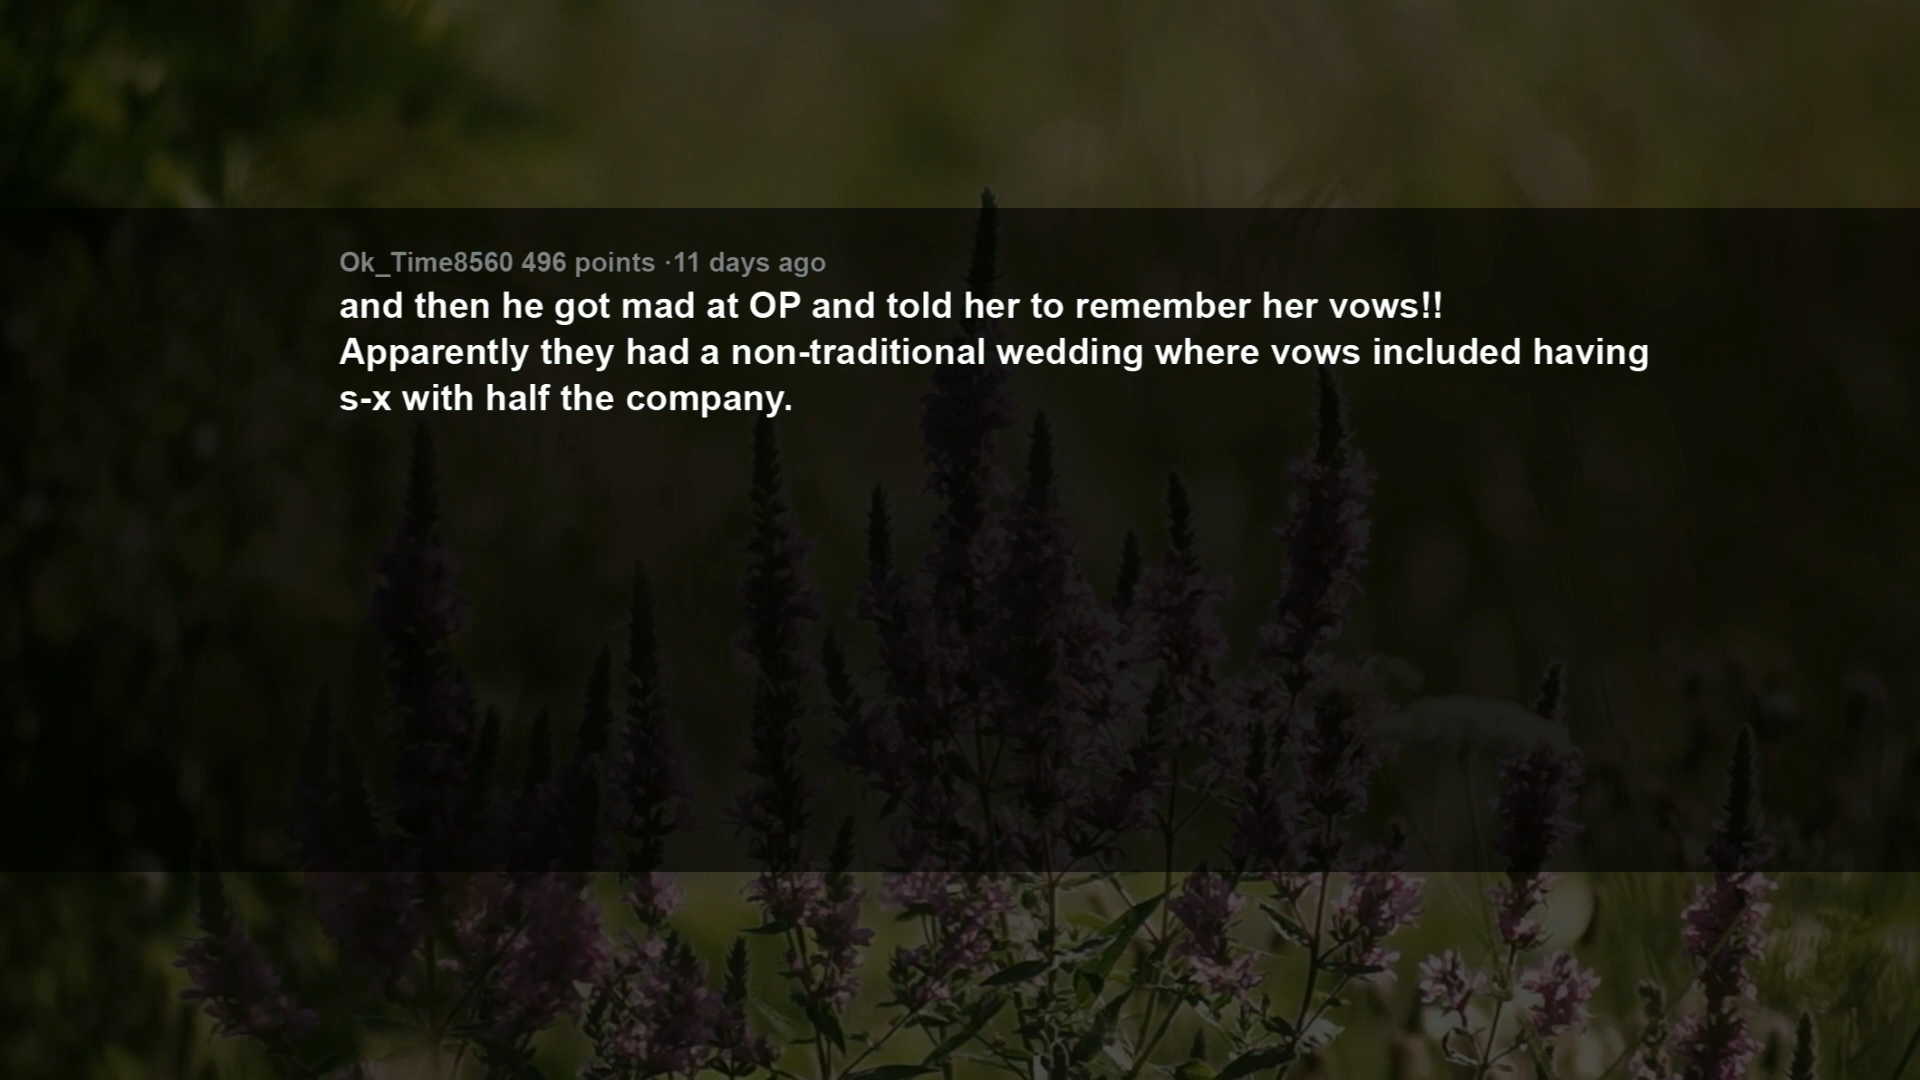 Ok_Time8560 496 points ·11 days ago
and then he got mad at OP and told her to remember her vows!!
Apparently they had a non-traditional wedding where vows included having
s-x with half the company.